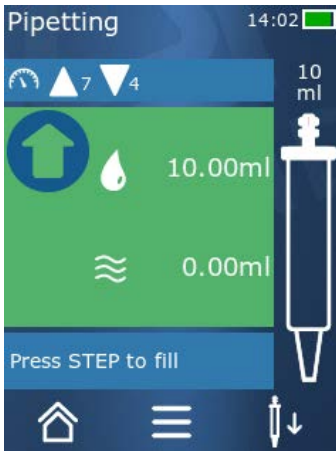 Pipetting
14:02
7
4
10
ml
10.00ml
0.00ml
Press STEP to fill